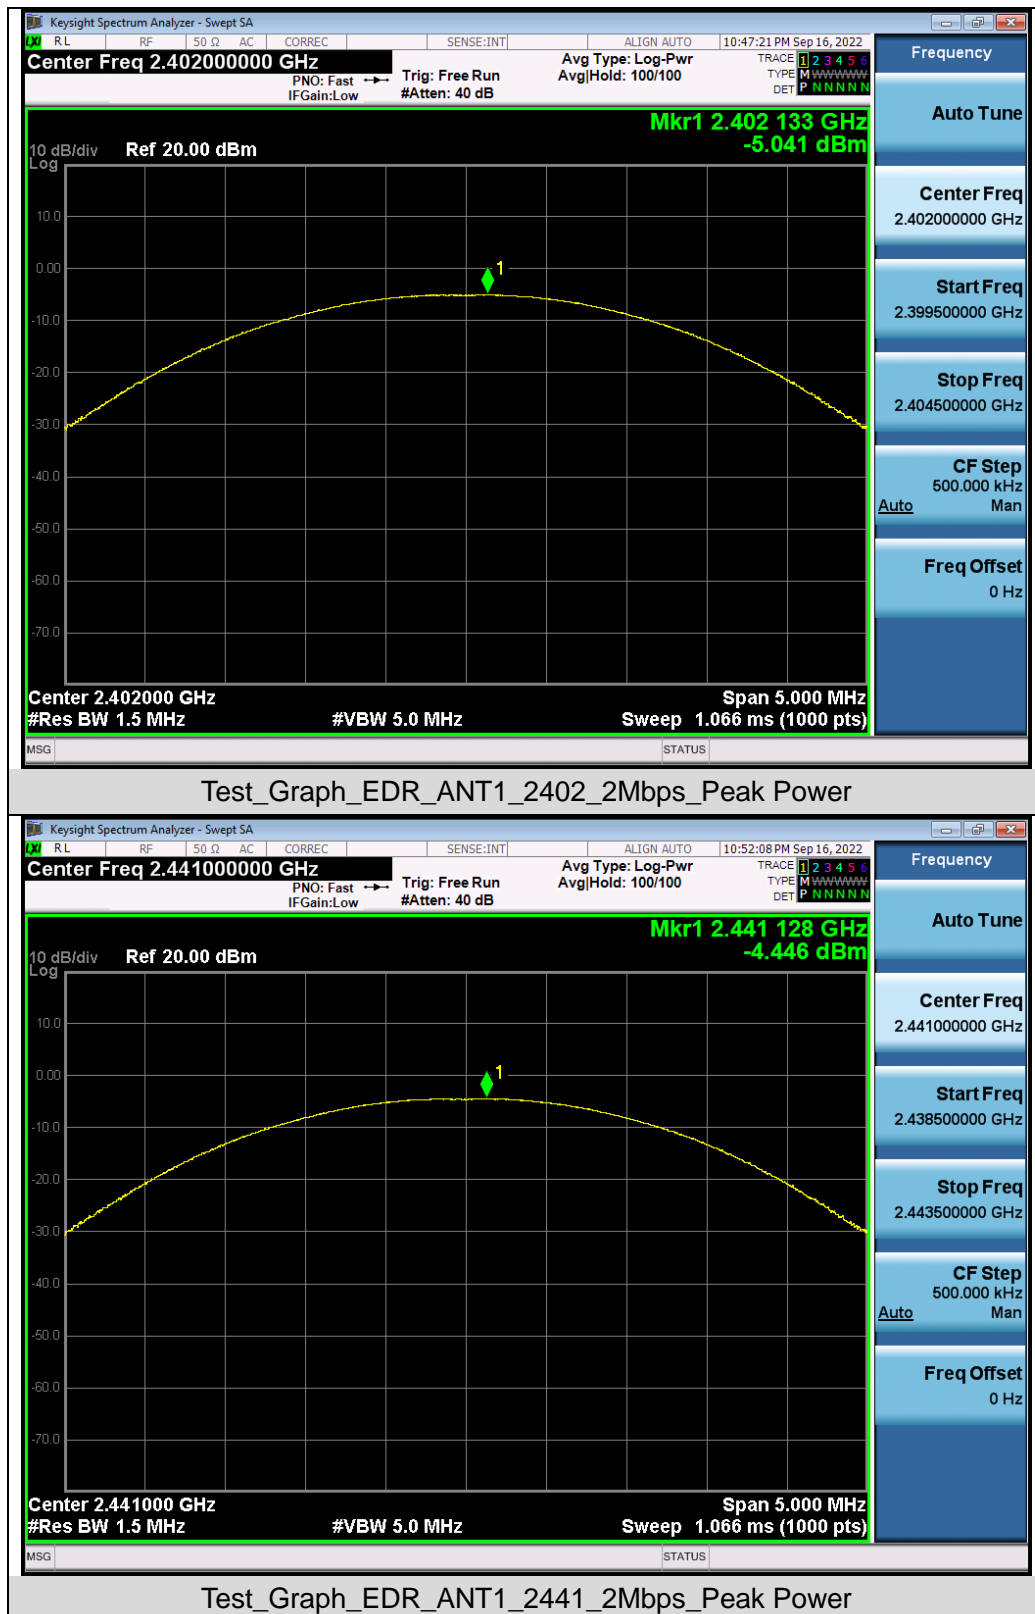 Keysight Spectrum Analyzer - Swept SA
LXI RL RF 50 Ω AC CORREC SENSE:INT ALIGN AUTO 10:47:21 PM Sep 16, 2022
Center Freq 2.402000000 GHz
PNO: Fast
IFGain:Low
Trig: Free Run
#Atten: 40 dB
Avg Type: Log-Pwr
Avg|Hold: 100/100
TRACE 1 2 3 4 5 6
TYPE M WWWWW
DET P N N N N N
Mkr1 2.402 133 GHz
-5.041 dBm
10 dB/div Ref 20.00 dBm
Log
10.0
0.00
1
-10.0
-20.0
-30.0
-40.0
-50.0
-60.0
-70.0
Center 2.402000 GHz Span 5.000 MHz
#Res BW 1.5 MHz #VBW 5.0 MHz Sweep 1.066 ms (1000 pts)
MSG STATUS
Frequency
Auto Tune
Center Freq
2.402000000 GHz
Start Freq
2.399500000 GHz
Stop Freq
2.404500000 GHz
CF Step
500.000 kHz
Auto Man
Freq Offset
0 Hz
Test_Graph_EDR_ANT1_2402_2Mbps_Peak Power
Keysight Spectrum Analyzer - Swept SA
LXI RL RF 50 Ω AC CORREC SENSE:INT ALIGN AUTO 10:52:08 PM Sep 16, 2022
Center Freq 2.441000000 GHz
PNO: Fast
IFGain:Low
Trig: Free Run
#Atten: 40 dB
Avg Type: Log-Pwr
Avg|Hold: 100/100
TRACE 1 2 3 4 5 6
TYPE M WWWWW
DET P N N N N N
Mkr1 2.441 128 GHz
-4.446 dBm
10 dB/div Ref 20.00 dBm
Log
10.0
0.00
1
-10.0
-20.0
-30.0
-40.0
-50.0
-60.0
-70.0
Center 2.441000 GHz Span 5.000 MHz
#Res BW 1.5 MHz #VBW 5.0 MHz Sweep 1.066 ms (1000 pts)
MSG STATUS
Frequency
Auto Tune
Center Freq
2.441000000 GHz
Start Freq
2.438500000 GHz
Stop Freq
2.443500000 GHz
CF Step
500.000 kHz
Auto Man
Freq Offset
0 Hz
Test_Graph_EDR_ANT1_2441_2Mbps_Peak Power